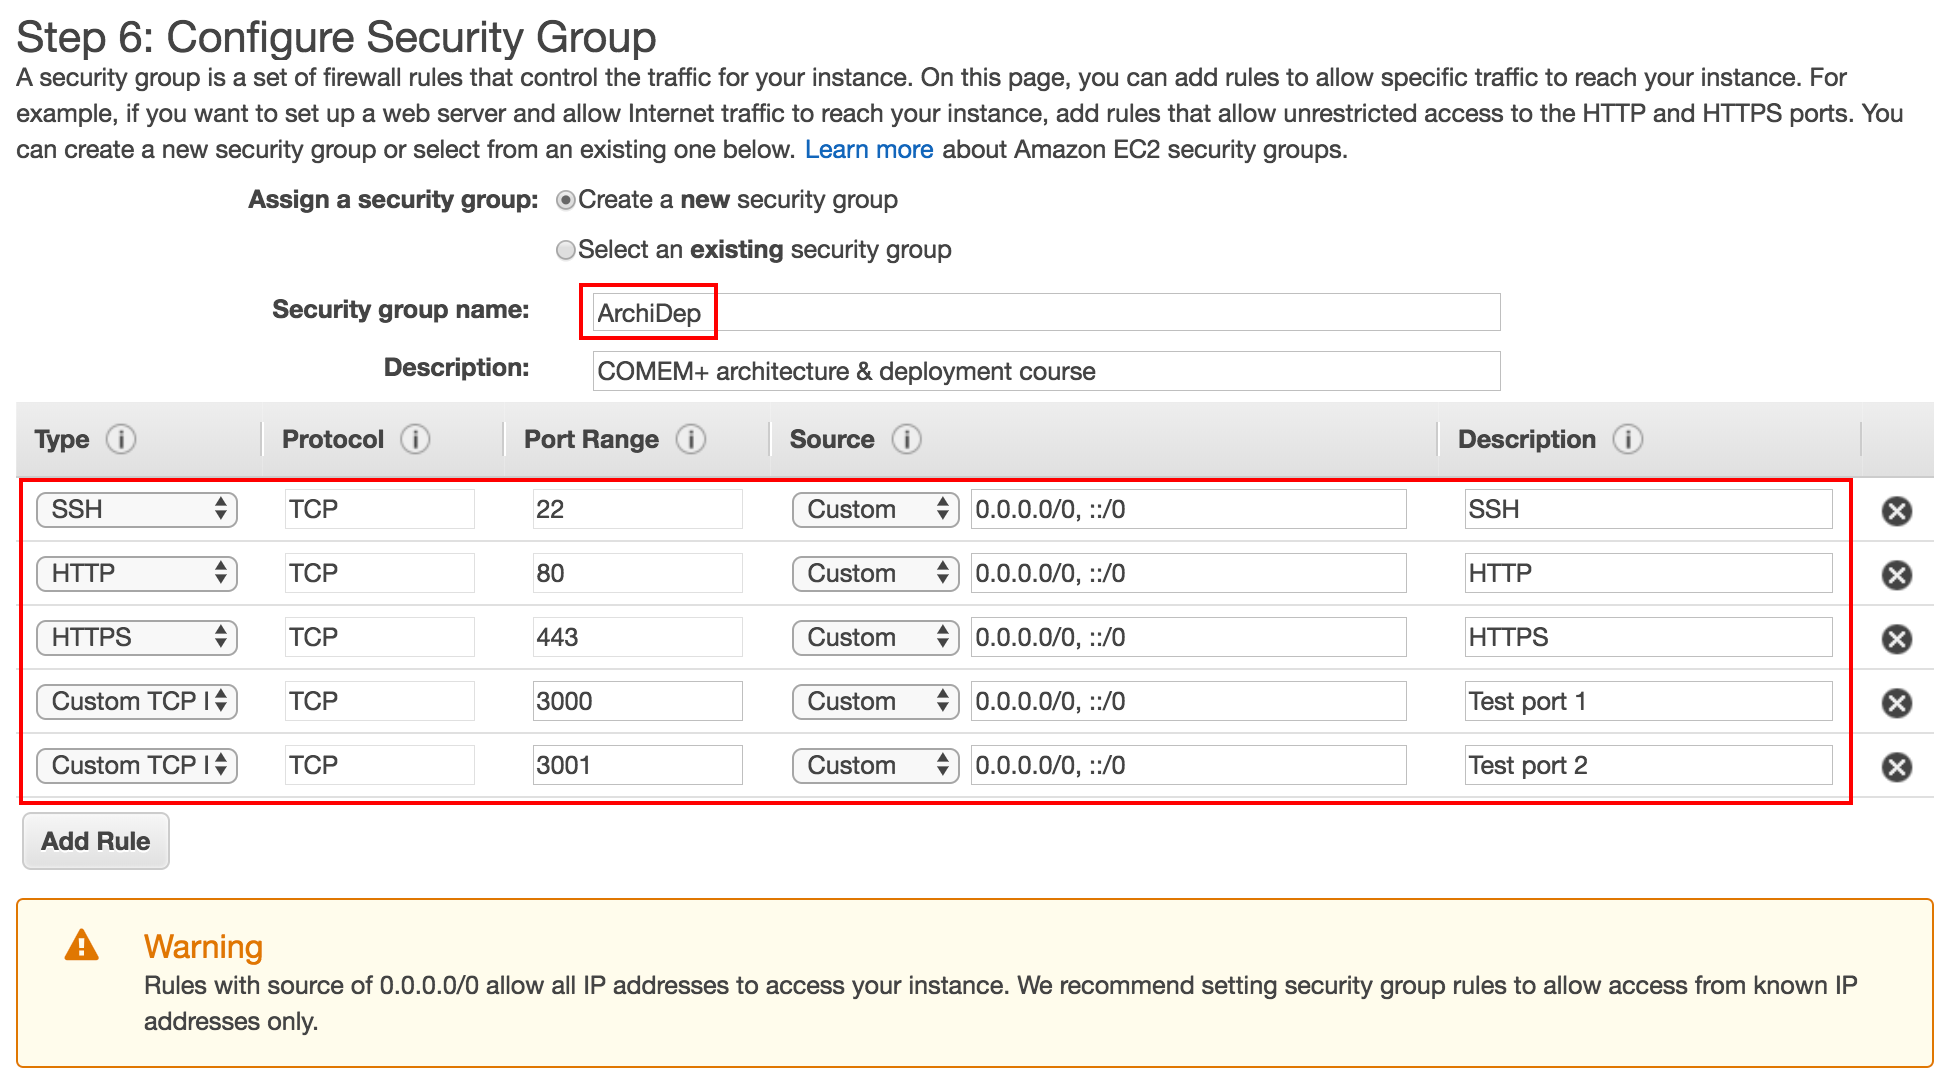 Step 6: Configure Security Group
A security group is a set of firewall rules that control the traffic for your instance. On this page, you can add rules to allow specific traffic to reach your instance. For
example, if you want to set up a web server and allow Internet traffic to reach your instance, add rules that allow unrestricted access to the HTTP and HTTPS ports. You
can create a new security group or select from an existing one below. Learn more about Amazon EC2 security groups.
Assign a security group: Create a new security group
Select an existing security group
Security group name: ArchiDep
Description: COMEM+ architecture & deployment course
Type Protocol Port Range Source Description
SSH TCP 22 Custom 0.0.0.0/0, ::/0 SSH
HTTP TCP 80 Custom 0.0.0.0/0, ::/0 HTTP
HTTPS TCP 443 Custom 0.0.0.0/0, ::/0 HTTPS
Custom TCP TCP 3000 Custom 0.0.0.0/0, ::/0 Test port 1
Custom TCP TCP 3001 Custom 0.0.0.0/0, ::/0 Test port 2
Add Rule
Warning
Rules with source of 0.0.0.0/0 allow all IP addresses to access your instance. We recommend setting security group rules to allow access from known IP
addresses only.